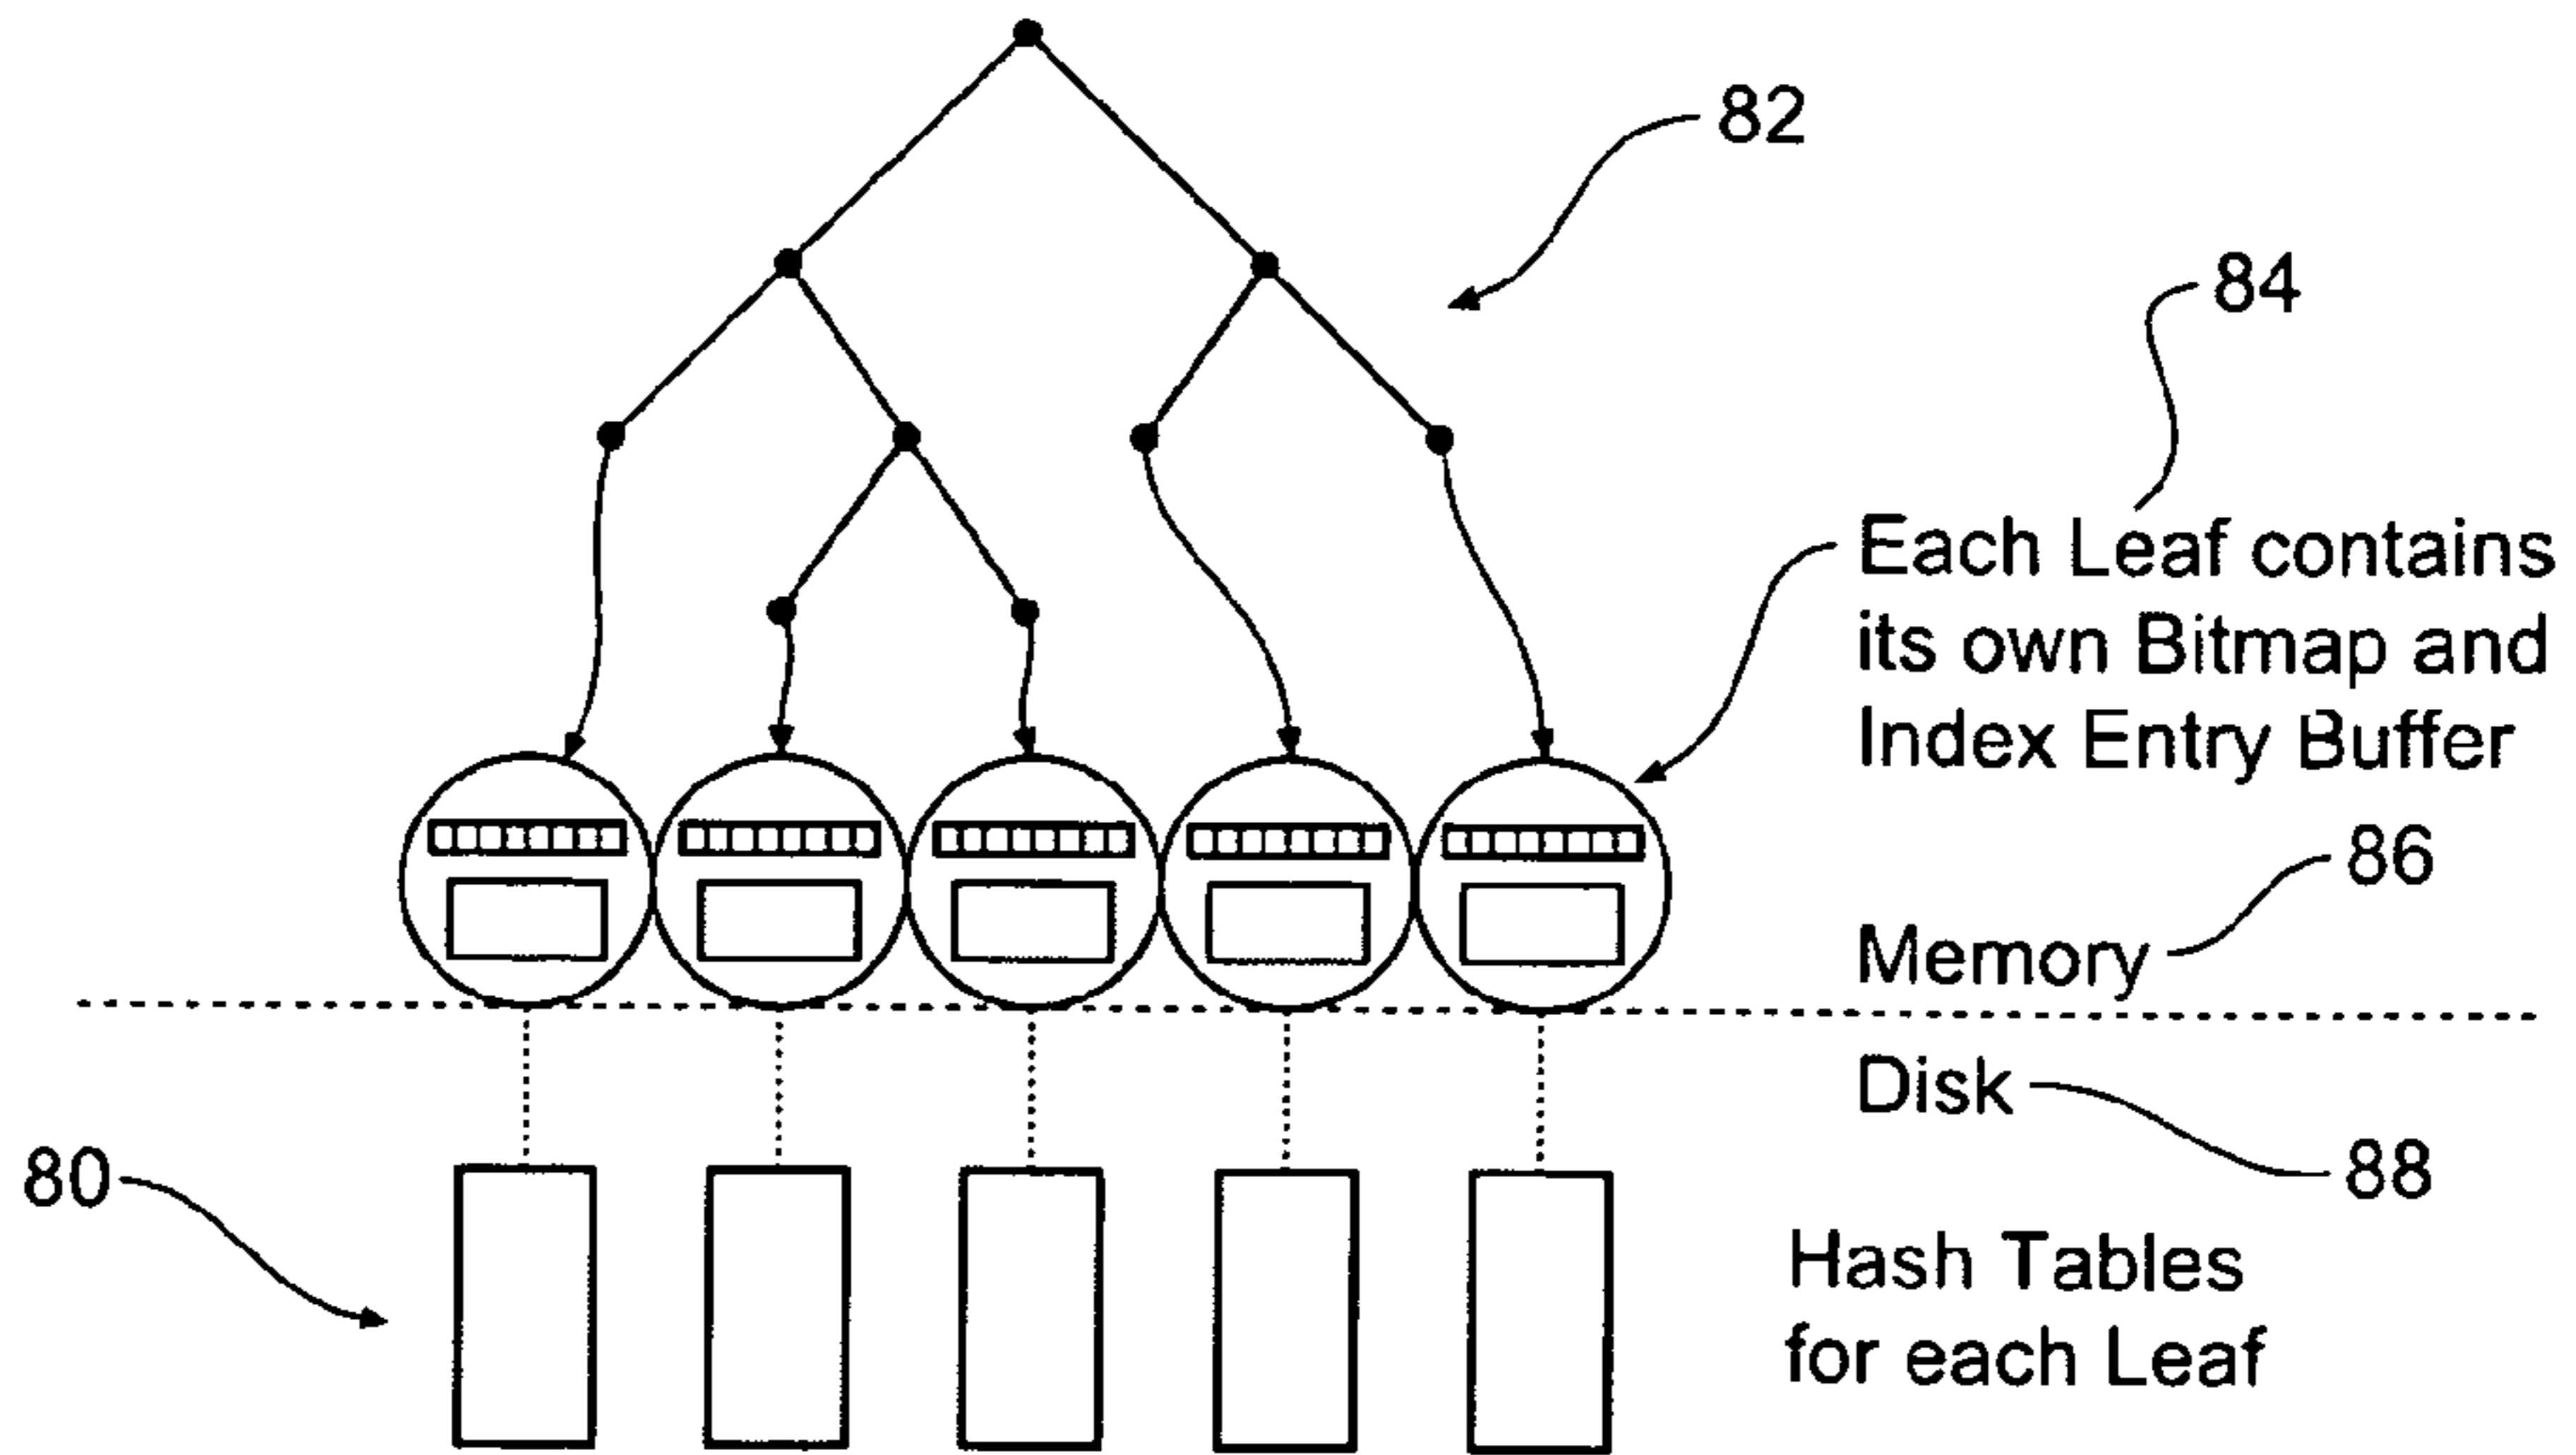 82
84
Each Leaf contains
its own Bitmap and
Index Entry Buffer
86
Memory
Disk
80
88
Hash Tables
for each Leaf